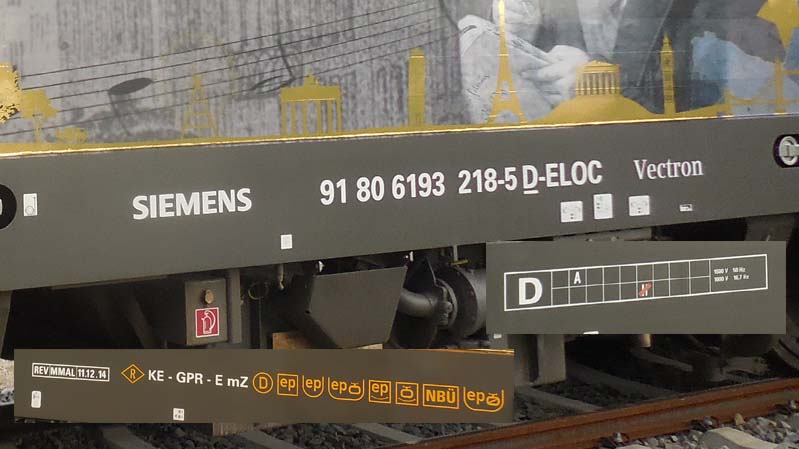 SIEMENS 91 80 6193 218-5 D-ELOC Vectron
D A
1500 V 50 Hz
1000 V 16,7 Hz
REV MMAL 11.12.14 R KE - GPR - E mZ D ep ep ep ep NBÜ ep